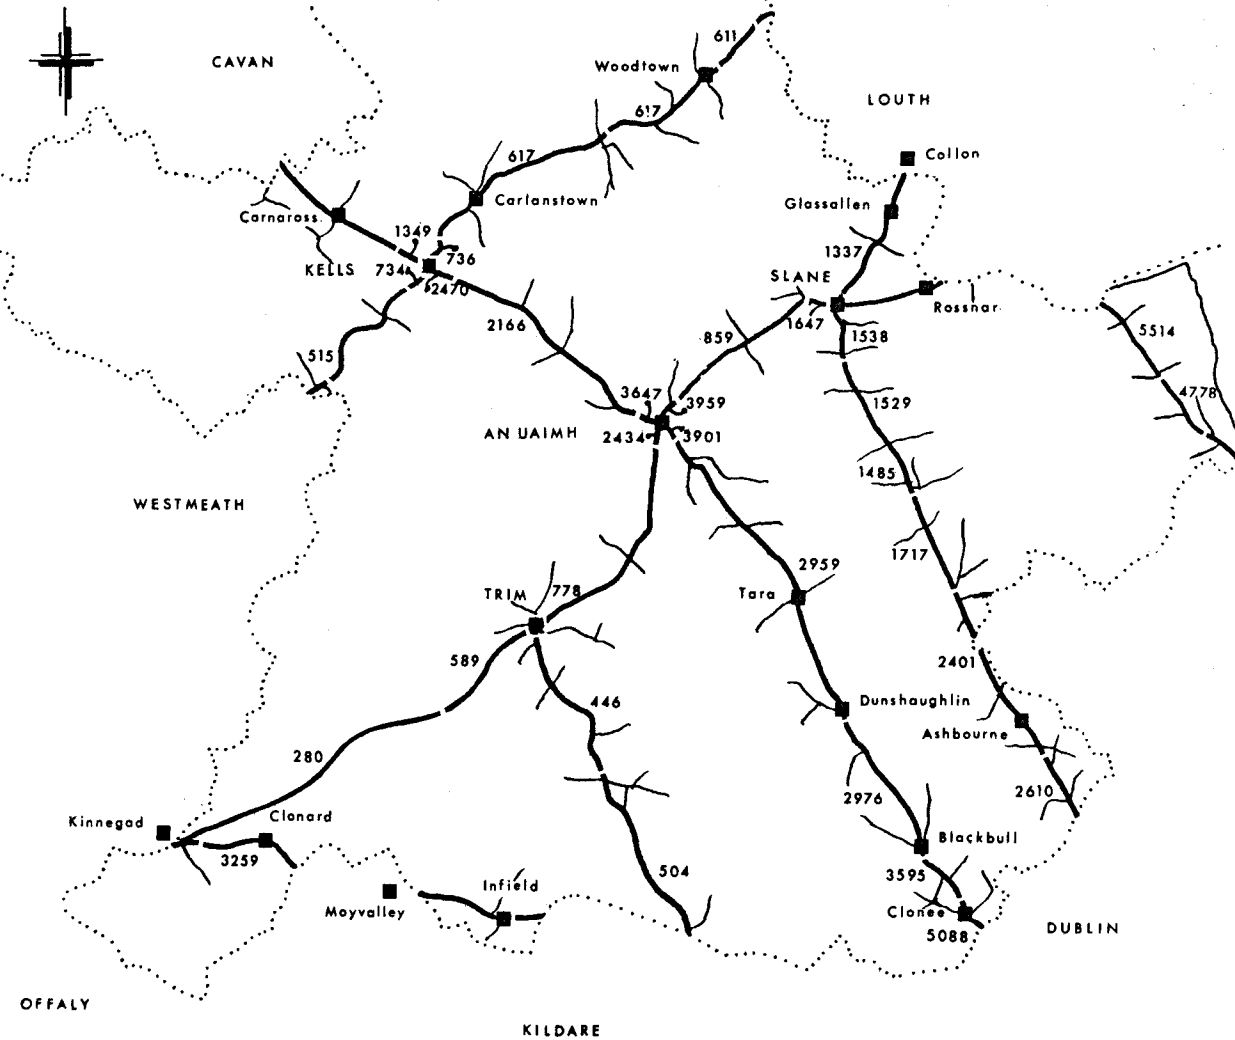 611
CAVAN
Woodtown
LOUTH
617
617
Collon
Carlanstown
Glassallen
Carnaross
1349
1337
736
KELLS
734
SLANE
2470
Rossnar
1647
2166
5514
859
1538
515
3647
4778
3959
1529
AN UAIMH
2434
3901
1485
WESTMEATH
1717
2959
TRIM
778
Tara
589
2401
446
Dunshaughlin
Ashbourne
280
2976
2610
Kinnegad
Clonard
Blackbull
3259
504
3595
Infield
Moyvalley
Clonee
DUBLIN
5088
OFFALY
KILDARE